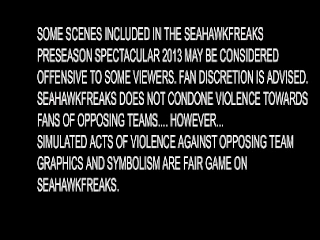 SOME SCENES INCLUDED IN THE SEAHAWKFREAKS
PRESEASON SPECTACULAR 2013 MAY BE CONSIDERED
OFFENSIVE TO SOME VIEWERS. FAN DISCRETION IS ADVISED.
SEAHAWKFREAKS DOES NOT CONDONE VIOLENCE TOWARDS
FANS OF OPPOSING TEAMS.... HOWEVER...
SIMULATED ACTS OF VIOLENCE AGAINST OPPOSING TEAM
GRAPHICS AND SYMBOLISM ARE FAIR GAME ON
SEAHAWKFREAKS.